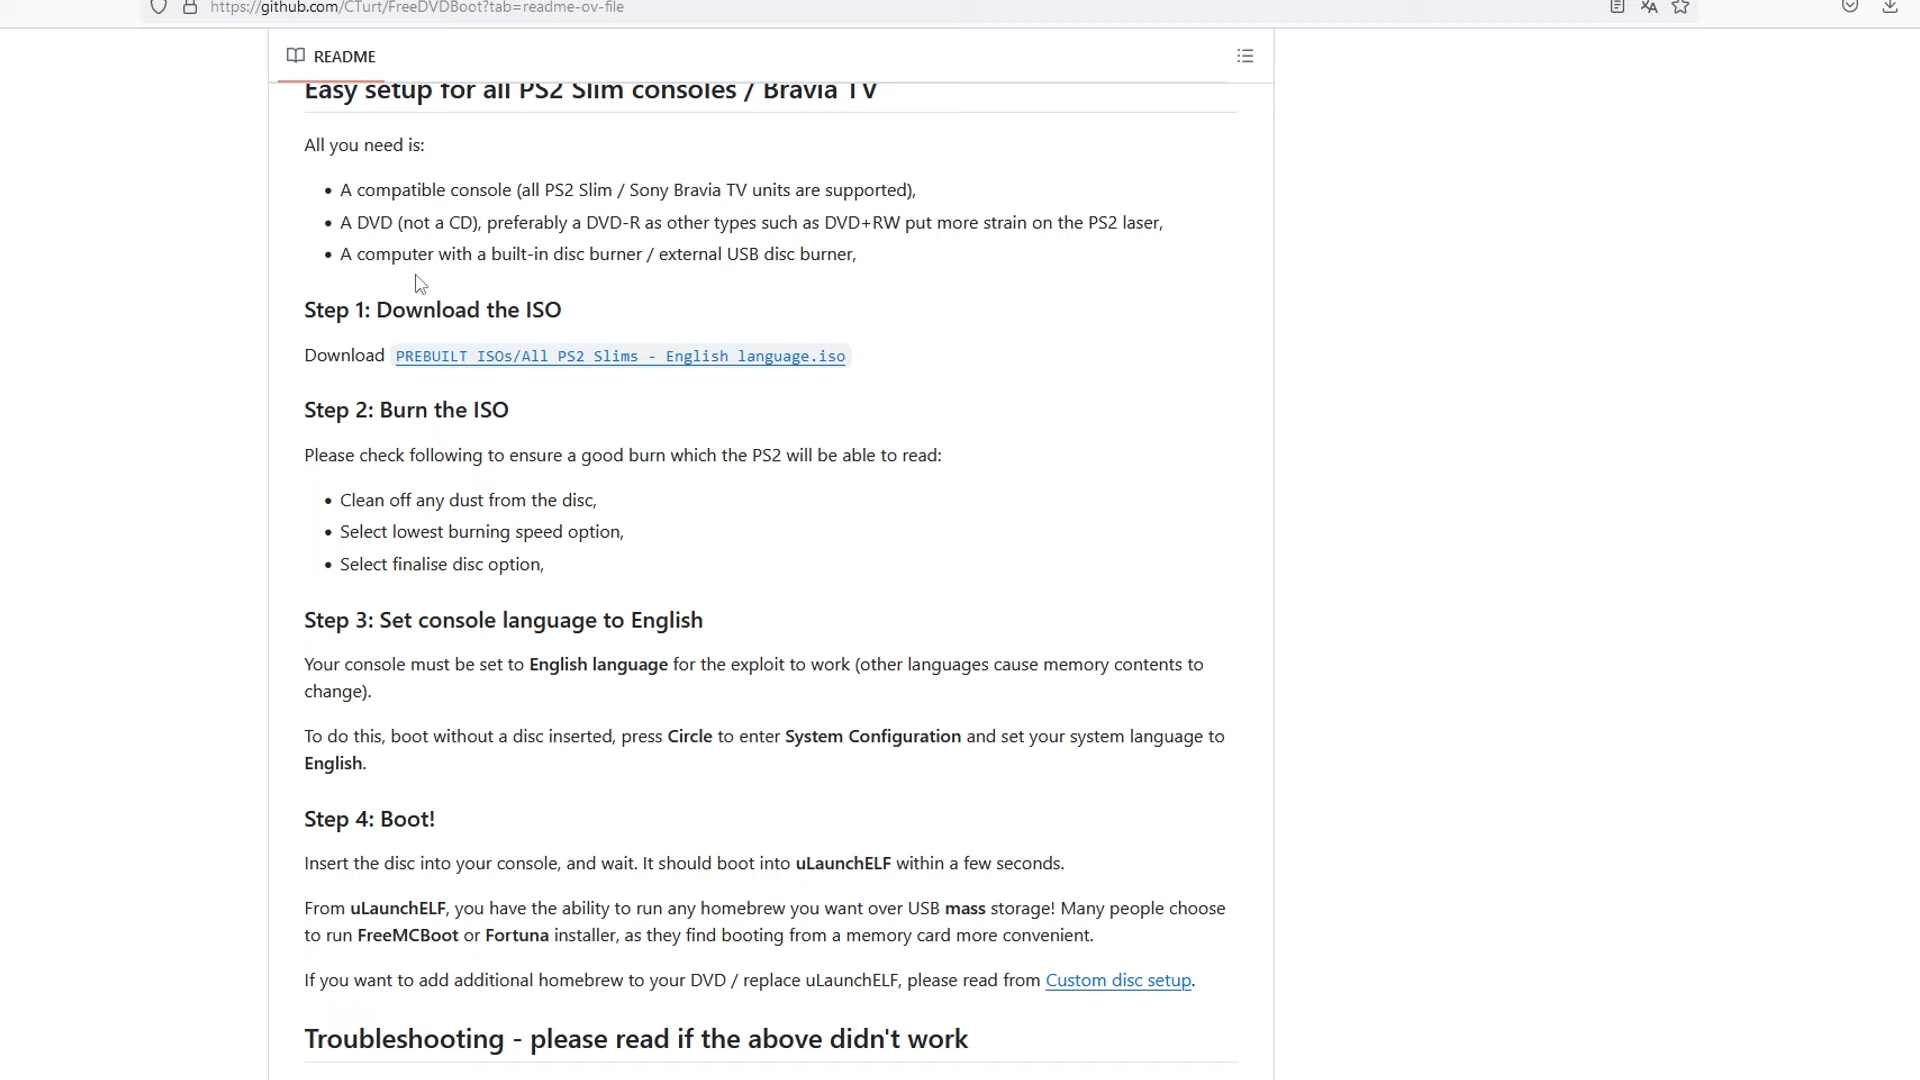 https://github.com/CTurt/FreeDVDBoot?tab=readme-ov-file
README
Easy setup for all PS2 Slim consoles / Bravia TV
All you need is:
• A compatible console (all PS2 Slim / Sony Bravia TV units are supported),
• A DVD (not a CD), preferably a DVD-R as other types such as DVD+RW put more strain on the PS2 laser,
• A computer with a built-in disc burner / external USB disc burner,
Step 1: Download the ISO
Download PREBUILT ISOs/All PS2 Slims - English language.iso
Step 2: Burn the ISO
Please check following to ensure a good burn which the PS2 will be able to read:
• Clean off any dust from the disc,
• Select lowest burning speed option,
• Select finalise disc option,
Step 3: Set console language to English
Your console must be set to English language for the exploit to work (other languages cause memory contents to
change).
To do this, boot without a disc inserted, press Circle to enter System Configuration and set your system language to
English.
Step 4: Boot!
Insert the disc into your console, and wait. It should boot into uLaunchELF within a few seconds.
From uLaunchELF, you have the ability to run any homebrew you want over USB mass storage! Many people choose
to run FreeMCBoot or Fortuna installer, as they find booting from a memory card more convenient.
If you want to add additional homebrew to your DVD / replace uLaunchELF, please read from Custom disc setup.
Troubleshooting - please read if the above didn't work